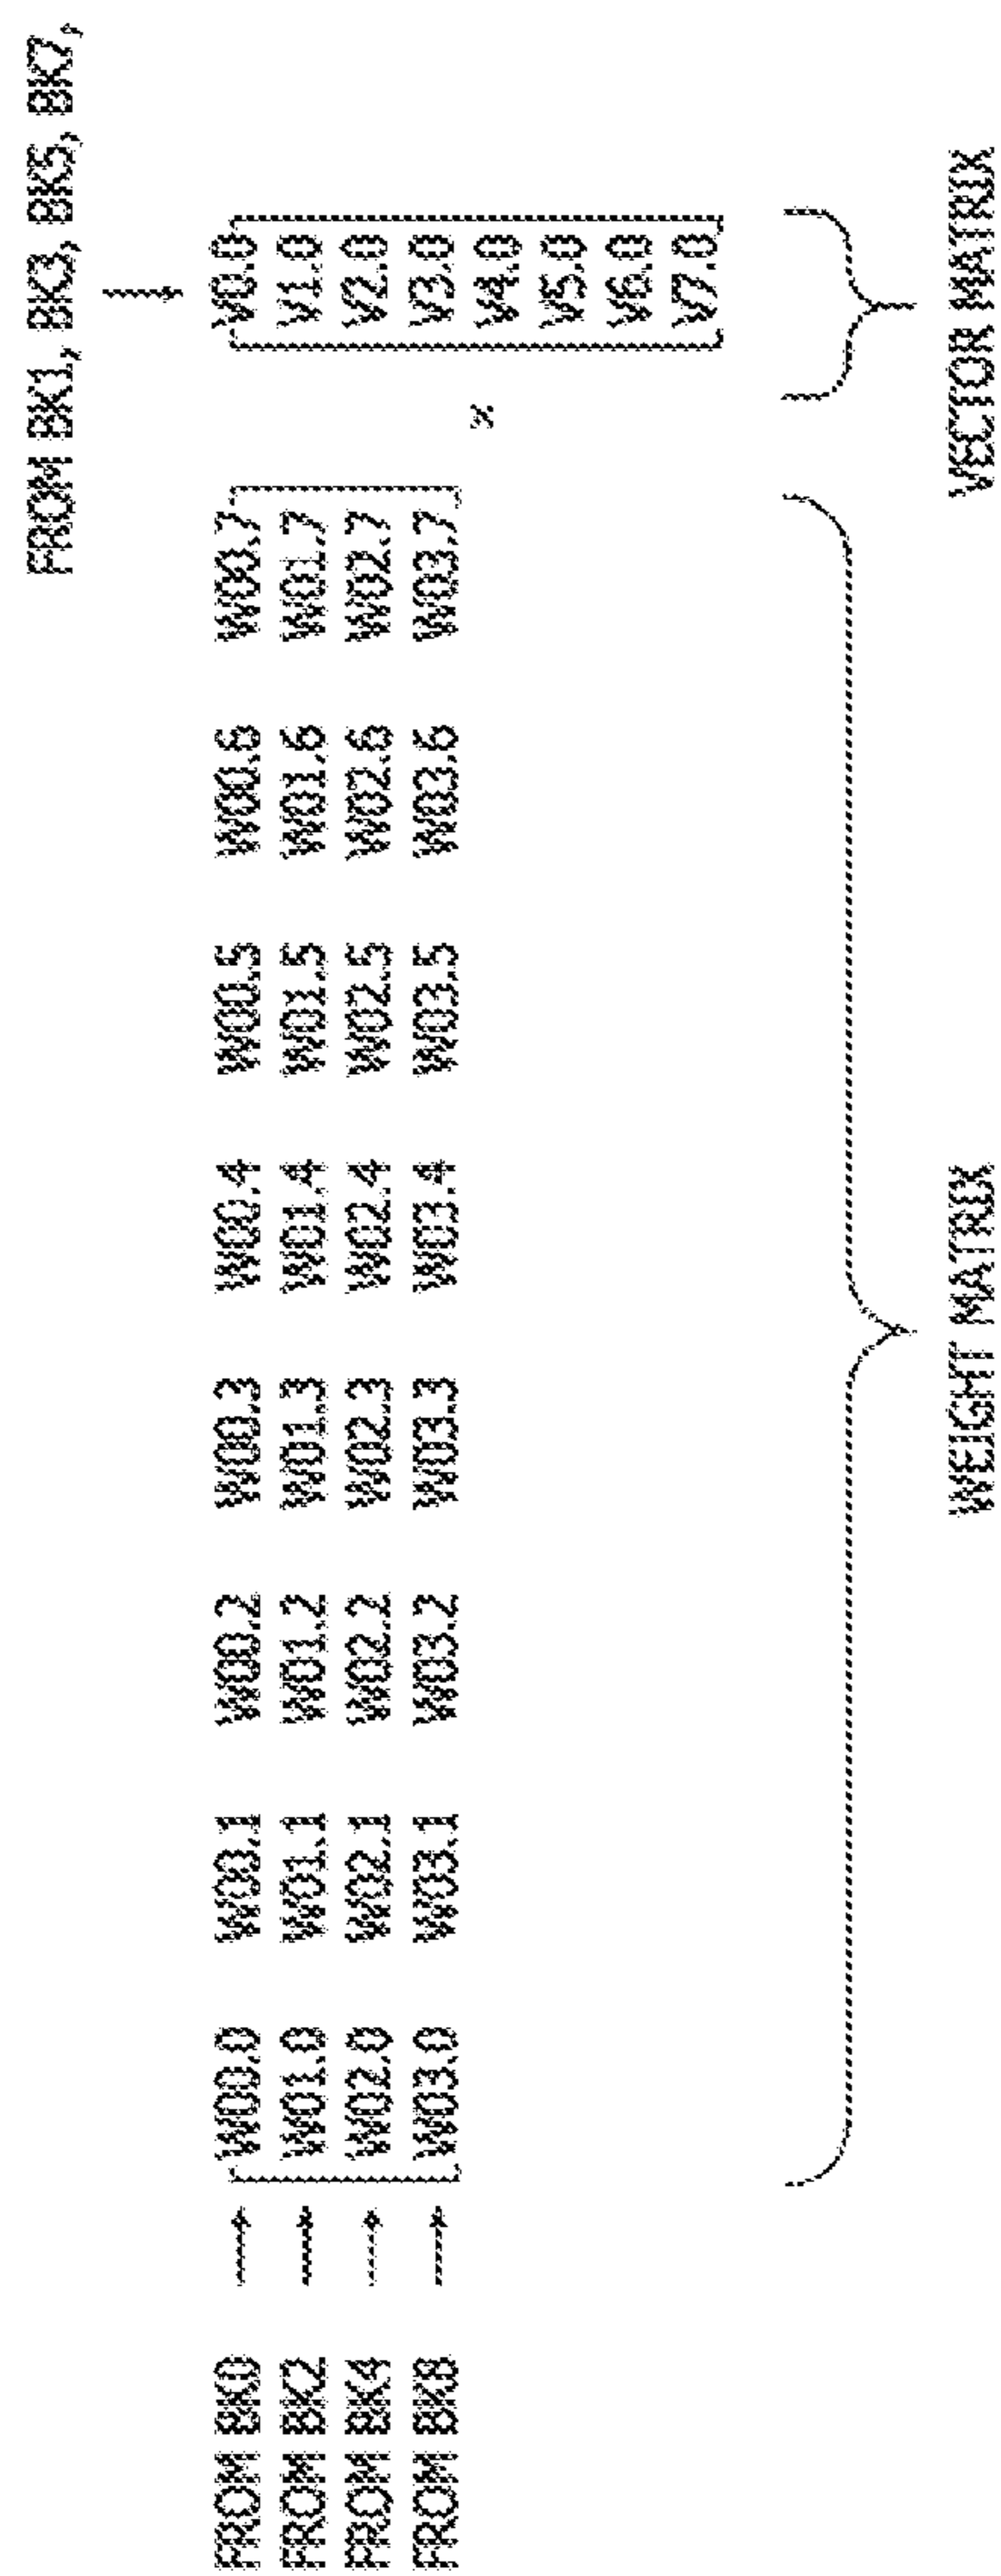 FROM BK1, BK3, BK5, BK7,
FROM BK0 W00.0 W00.1 W00.2 W00.3 W00.4 W00.5 W00.6 W00.7 V0.0
FROM BK2 W01.0 W01.1 W01.2 W01.3 W01.4 W01.5 W01.6 W01.7 V1.0
FROM BK4 W02.0 W02.1 W02.2 W02.3 W02.4 W02.5 W02.6 W02.7 V2.0
FROM BK8 W03.0 W03.1 W03.2 W03.3 W03.4 W03.5 W03.6 W03.7 V3.0
x V4.0
V5.0
V6.0
V7.0
WEIGHT MATRIX VECTOR MATRIX